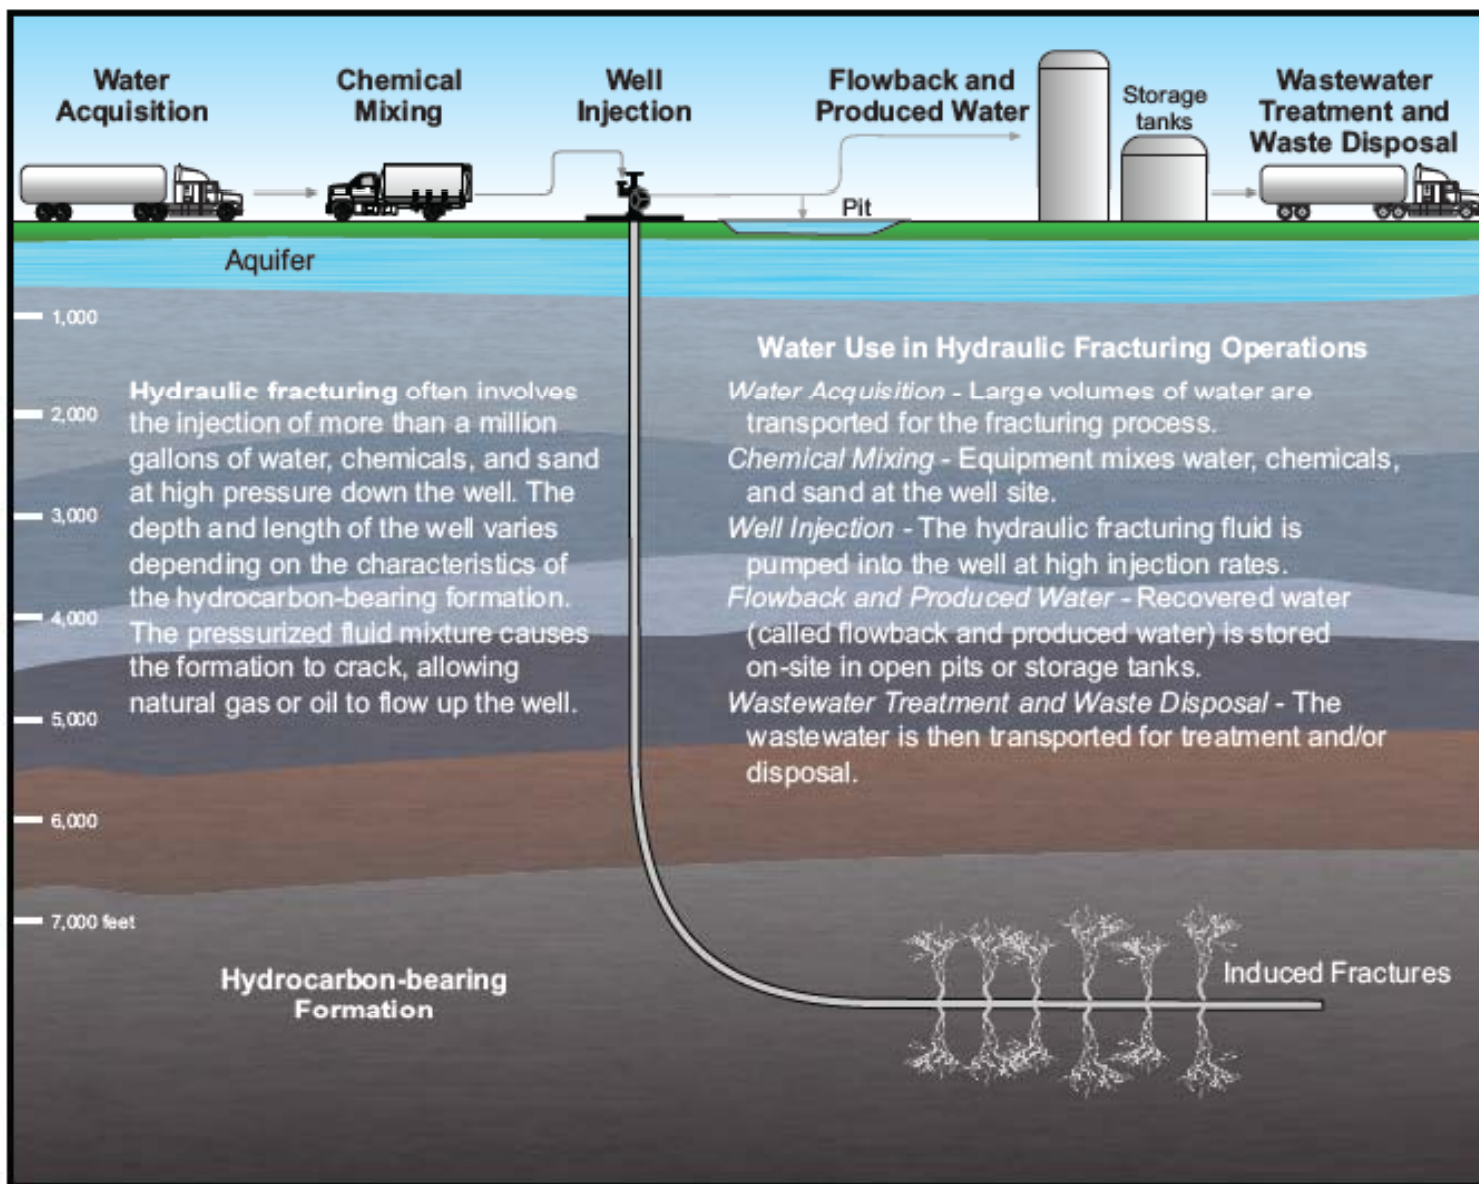 Water
Acquisition
Chemical
Mixing
Well
Injection
Flowback and
Produced Water
Storage
tanks
Wastewater
Treatment and
Waste Disposal
Pit
Aquifer
1,000
2,000
3,000
4,000
5,000
6,000
7,000 feet
Hydraulic fracturing often involves
the injection of more than a million
gallons of water, chemicals, and sand
at high pressure down the well. The
depth and length of the well varies
depending on the characteristics of
the hydrocarbon-bearing formation.
The pressurized fluid mixture causes
the formation to crack, allowing
natural gas or oil to flow up the well.
Water Use in Hydraulic Fracturing Operations
Water Acquisition - Large volumes of water are
transported for the fracturing process.
Chemical Mixing - Equipment mixes water, chemicals,
and sand at the well site.
Well Injection - The hydraulic fracturing fluid is
pumped into the well at high injection rates.
Flowback and Produced Water - Recovered water
(called flowback and produced water) is stored
on-site in open pits or storage tanks.
Wastewater Treatment and Waste Disposal - The
wastewater is then transported for treatment and/or
disposal.
Hydrocarbon-bearing
Formation
Induced Fractures